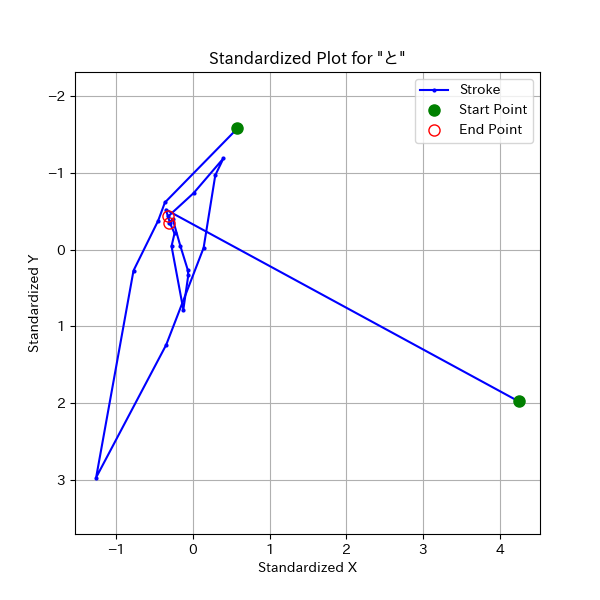 Standardized Plot for "と"
Stroke
Start Point
End Point
Standardized Y
−2
−1
0
1
2
3
−1
0
1
2
3
4
Standardized X